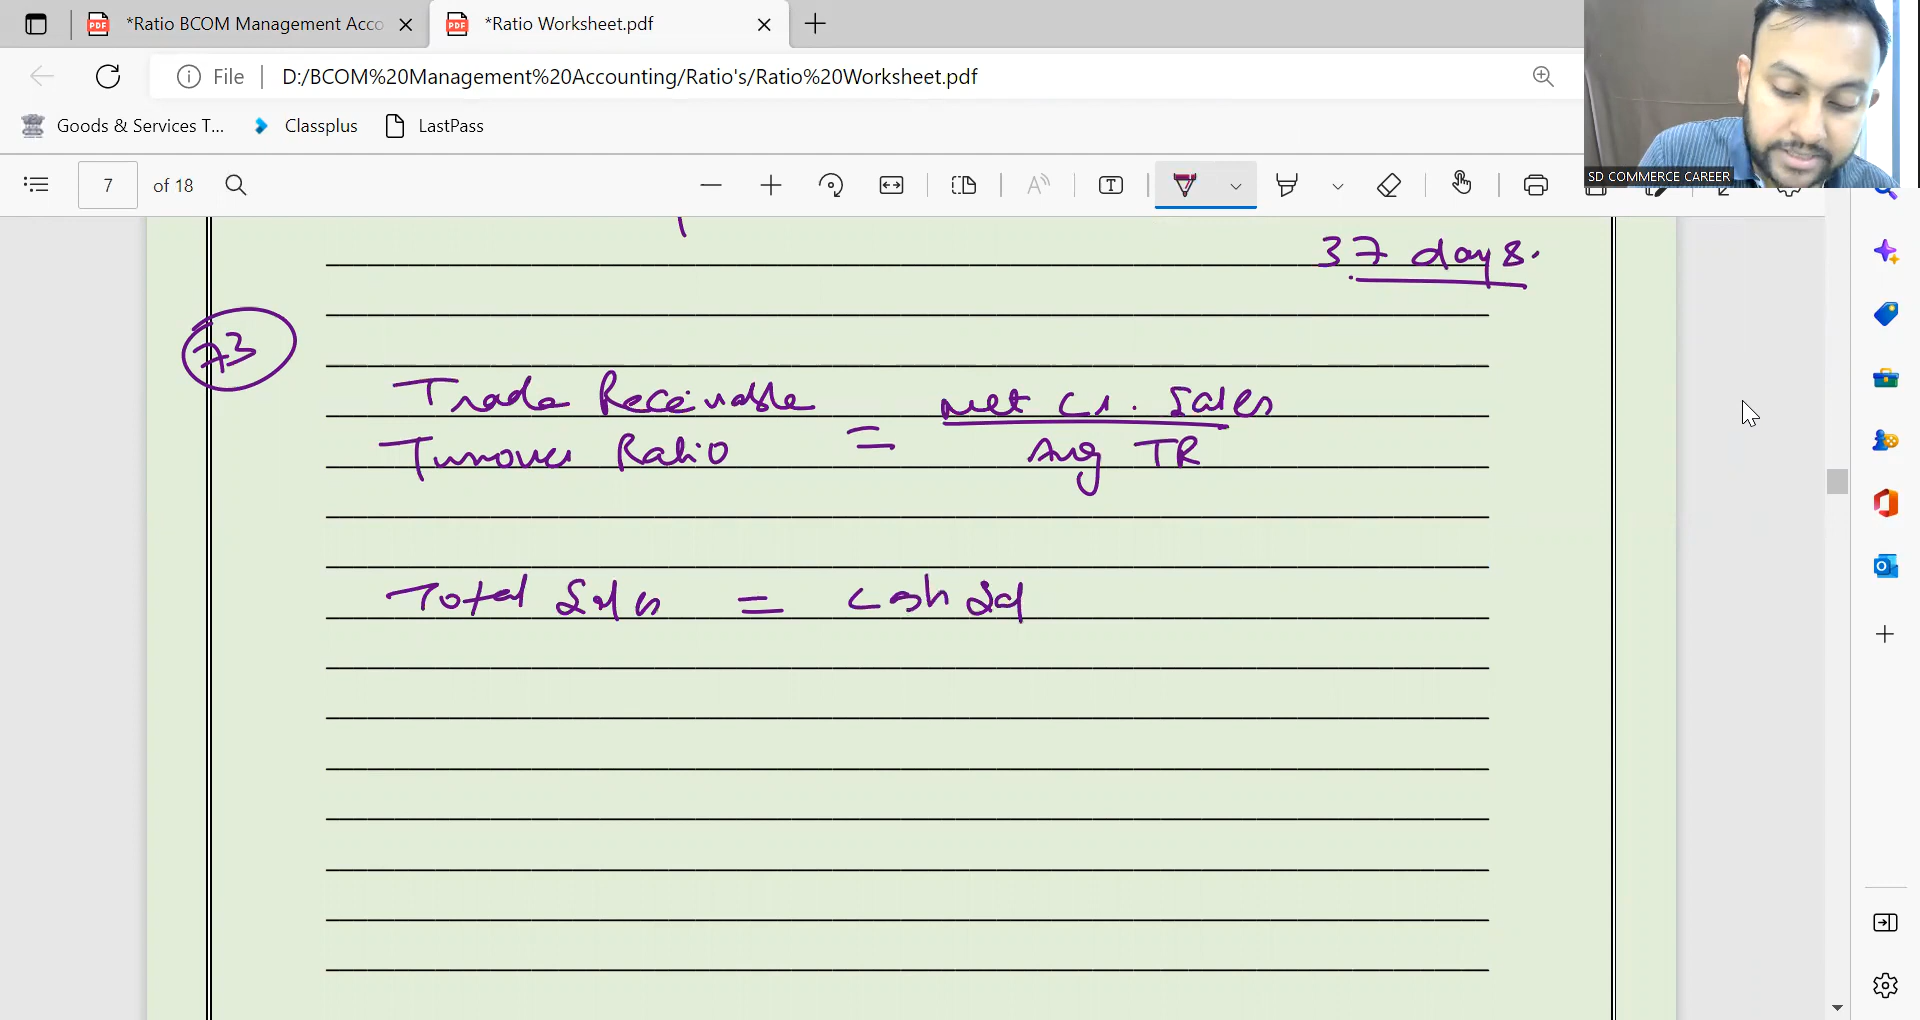 *Ratio BCOM Management Acco
*Ratio Worksheet.pdf
File
D:/BCOM%20Management%20Accounting/Ratio's/Ratio%20Worksheet.pdf
Goods & Services T...
Classplus
LastPass
SD COMMERCE CAREER
7 of 18
37 days.
73
Trade Receivable
Turnover Ratio = Net Cr. Sales
Avg TR
Total Sales = Cash Sal